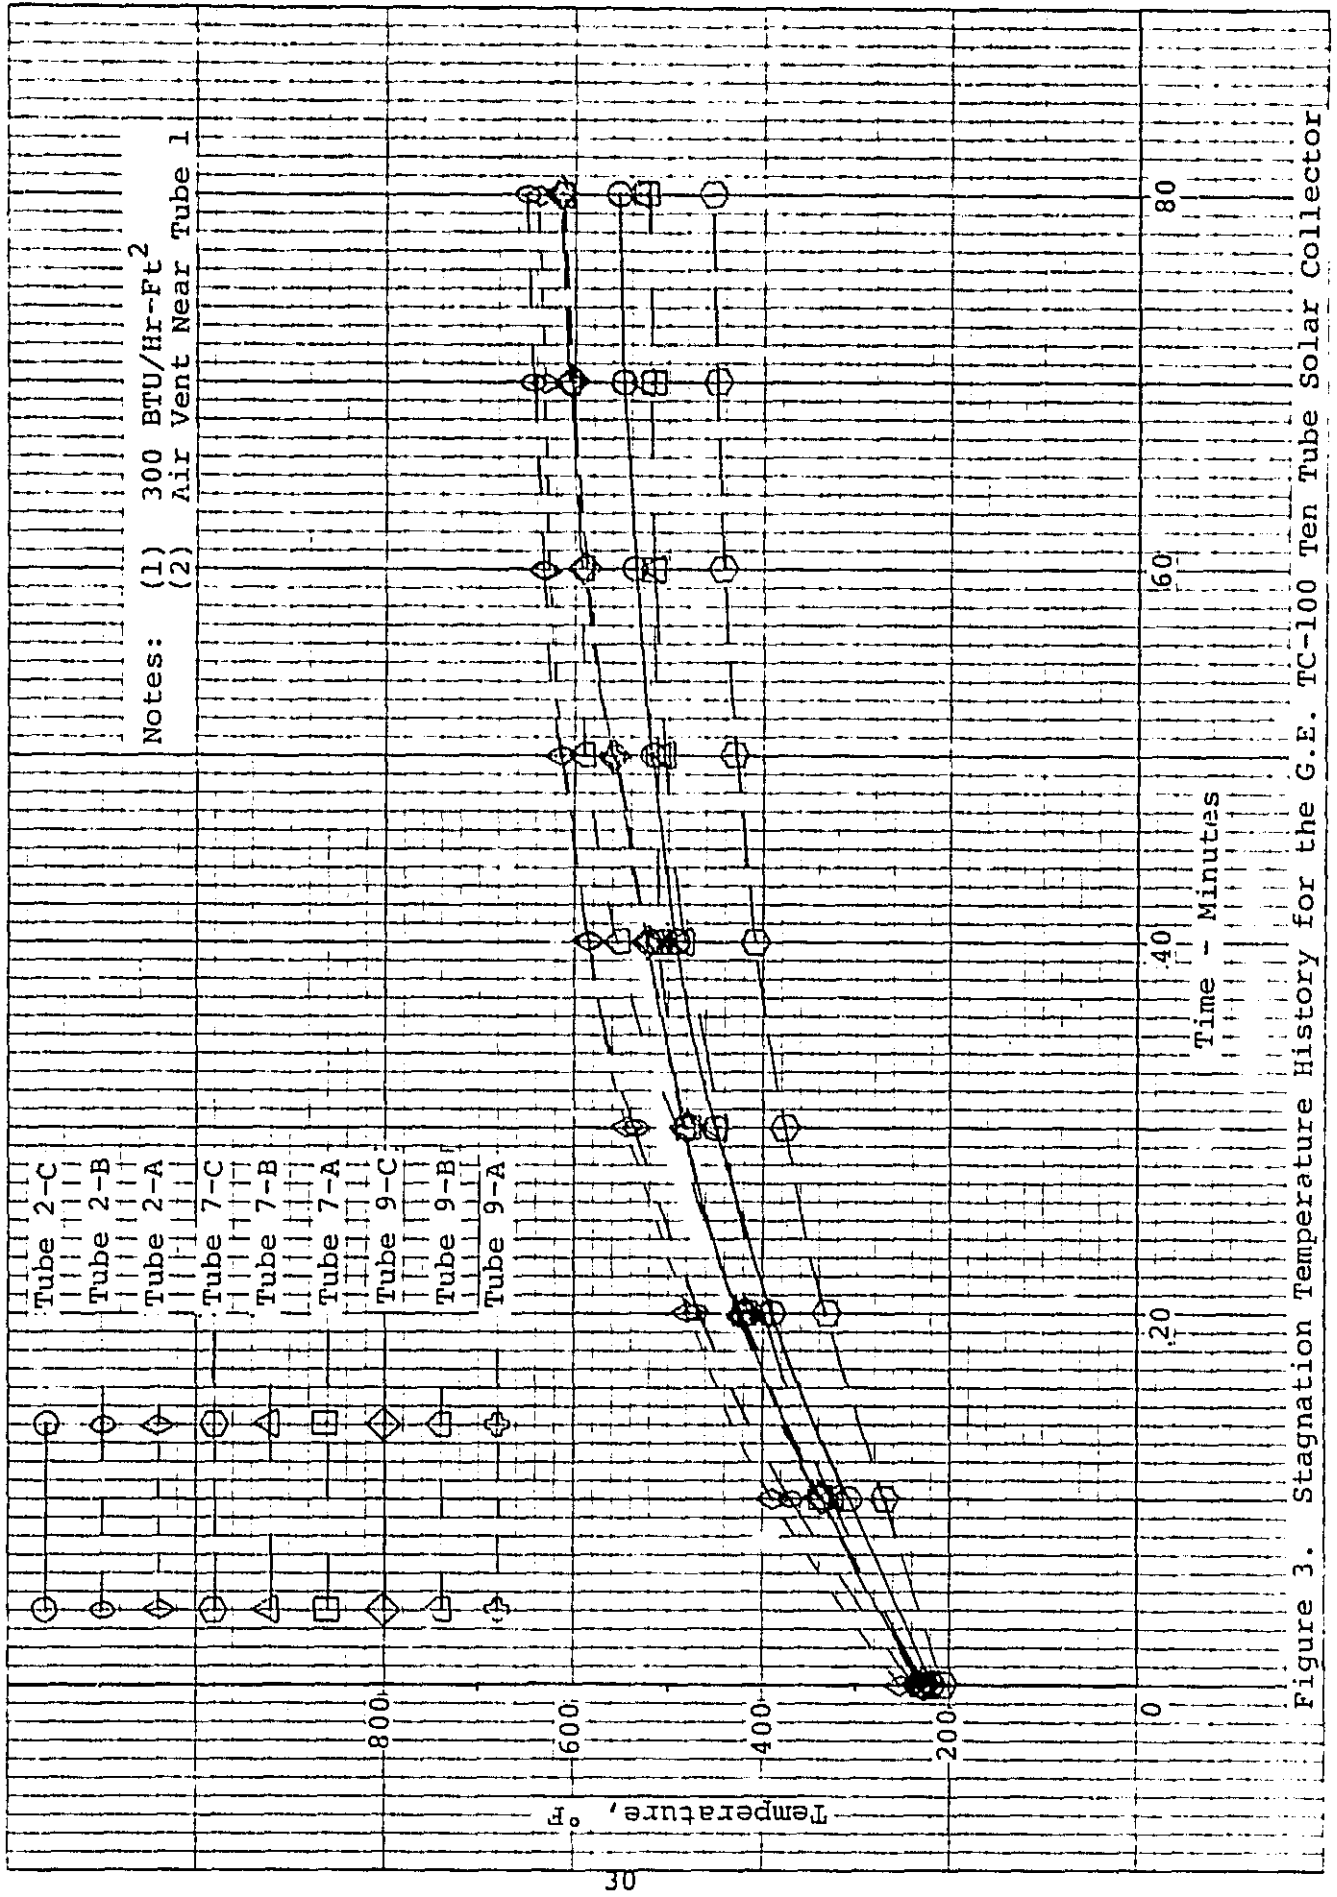 Tube 2-C
Tube 2-B
Tube 2-A
Tube 7-C
Tube 7-B
Tube 7-A
Tube 9-C
Tube 9-B
Tube 9-A
Notes: (1) 300 BTU/Hr-Ft2
(2) Air Vent Near Tube 1
Temperature, °F
800
600
400
200
0
20
40
60
80
Time - Minutes
Figure 3. Stagnation Temperature History for the G.E. TC-100 Ten Tube Solar Collector
30